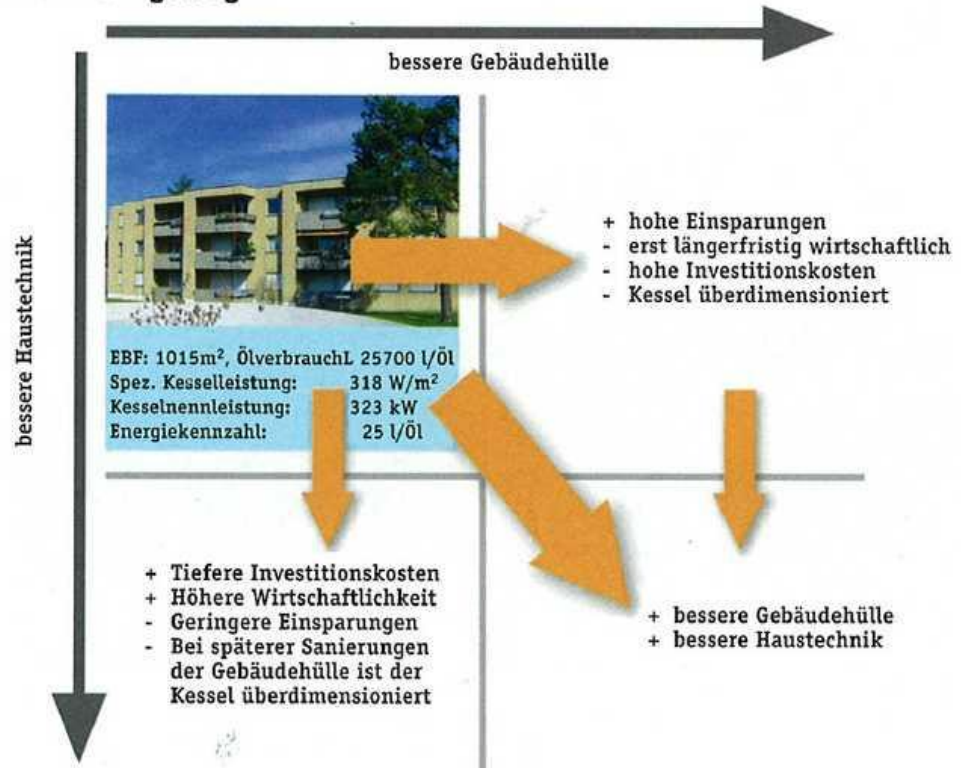 bessere Gebäudehülle
bessere Haustechnik
+ hohe Einsparungen
- erst längerfristig wirtschaftlich
- hohe Investitionskosten
- Kessel überdimensioniert
EBF: 1015m², ÖlverbrauchL 25700 l/Öl
Spez. Kesselleistung: 318 W/m²
Kesselnennleistung: 323 kW
Energiekennzahl: 25 l/Öl
+ Tiefere Investitionskosten
+ Höhere Wirtschaftlichkeit
- Geringere Einsparungen
- Bei späterer Sanierungen
der Gebäudehülle ist der
Kessel überdimensioniert
+ bessere Gebäudehülle
+ bessere Haustechnik